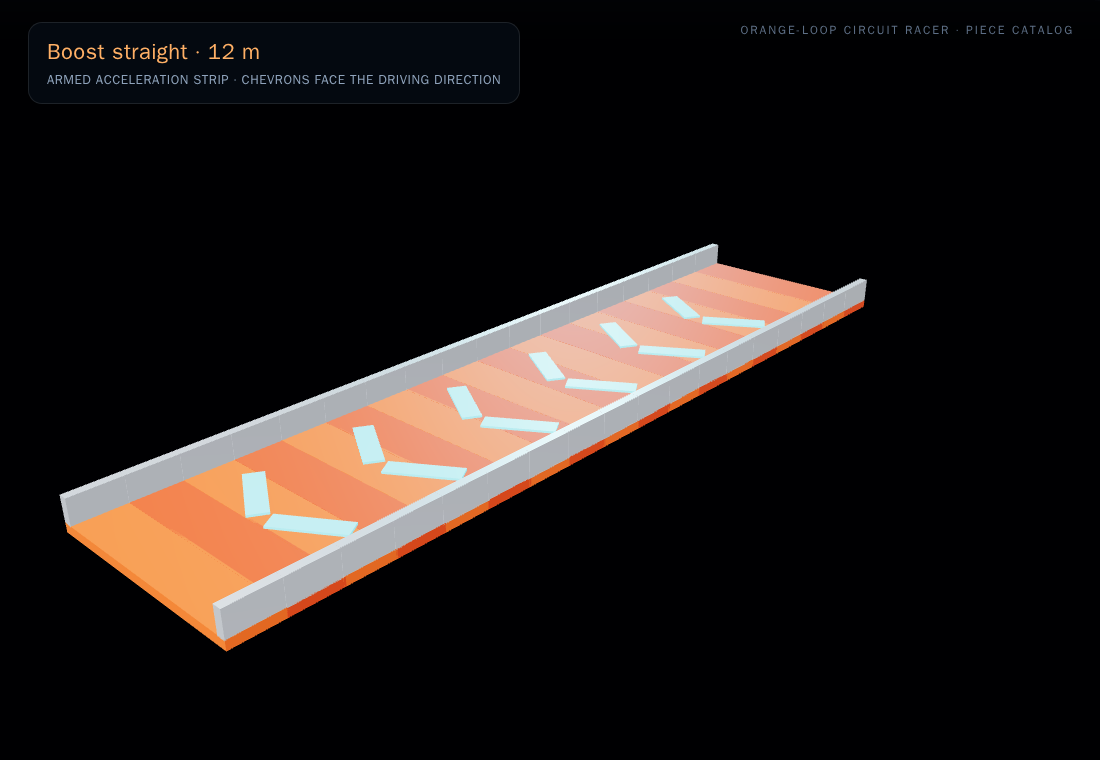 Boost straight · 12 m
ARMED ACCELERATION STRIP · CHEVRONS FACE THE DRIVING DIRECTION
ORANGE-LOOP CIRCUIT RACER · PIECE CATALOG